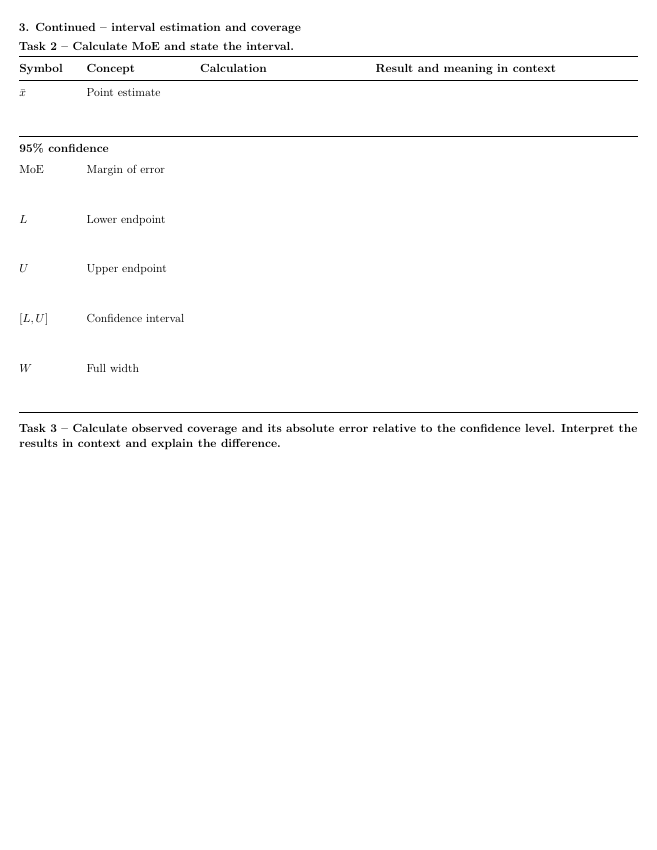 3. Continued – interval estimation and coverage
Task 2 – Calculate MoE and state the interval.
Symbol Concept Calculation Result and meaning in context
x̄ Point estimate
95% confidence
MoE Margin of error
L Lower endpoint
U Upper endpoint
[L, U] Confidence interval
W Full width
Task 3 – Calculate observed coverage and its absolute error relative to the confidence level. Interpret the
results in context and explain the difference.